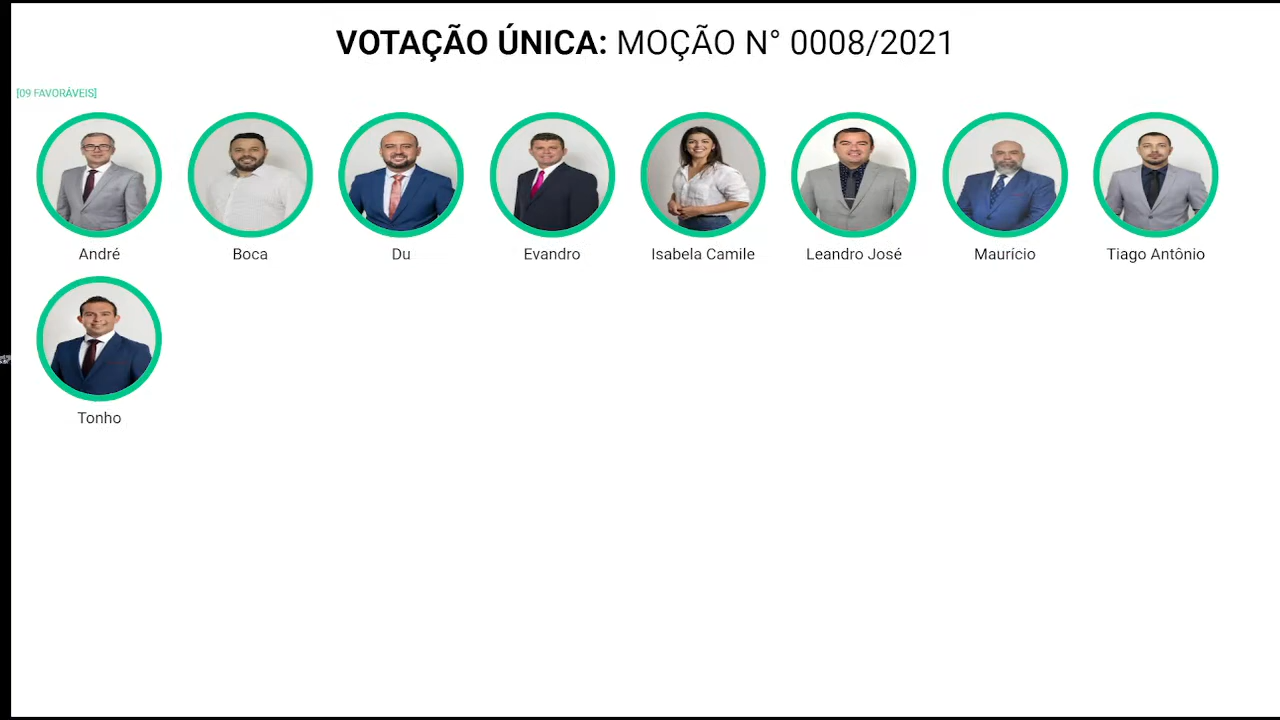 VOTAÇÃO ÚNICA: MOÇÃO N° 0008/2021
[09 FAVORÁVEIS]
André
Boca
Du
Evandro
Isabela Camile
Leandro José
Maurício
Tiago Antônio
Tonho